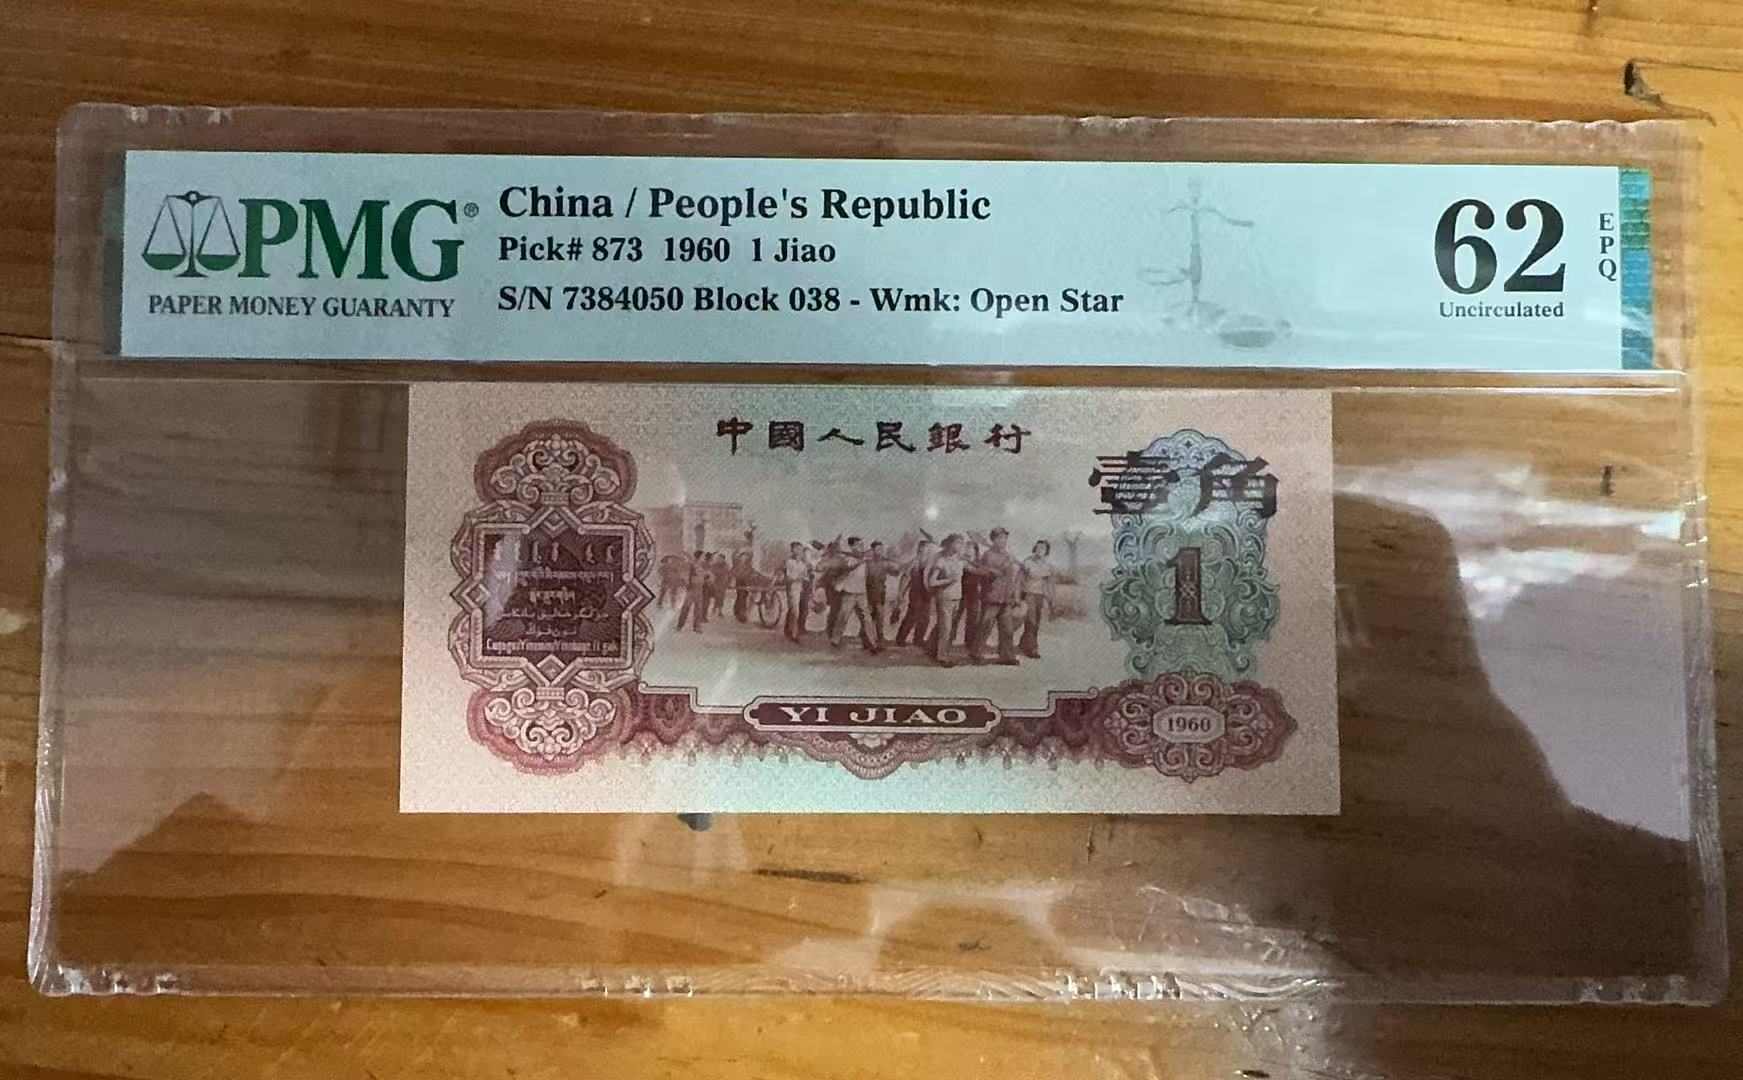 PMG®
PAPER MONEY GUARANTY
China / People's Republic
Pick# 873 1960 1 Jiao
S/N 7384050 Block 038 - Wmk: Open Star
62
EPQ
Uncirculated
中國人民銀行
壹角
1
YI JIAO
1960